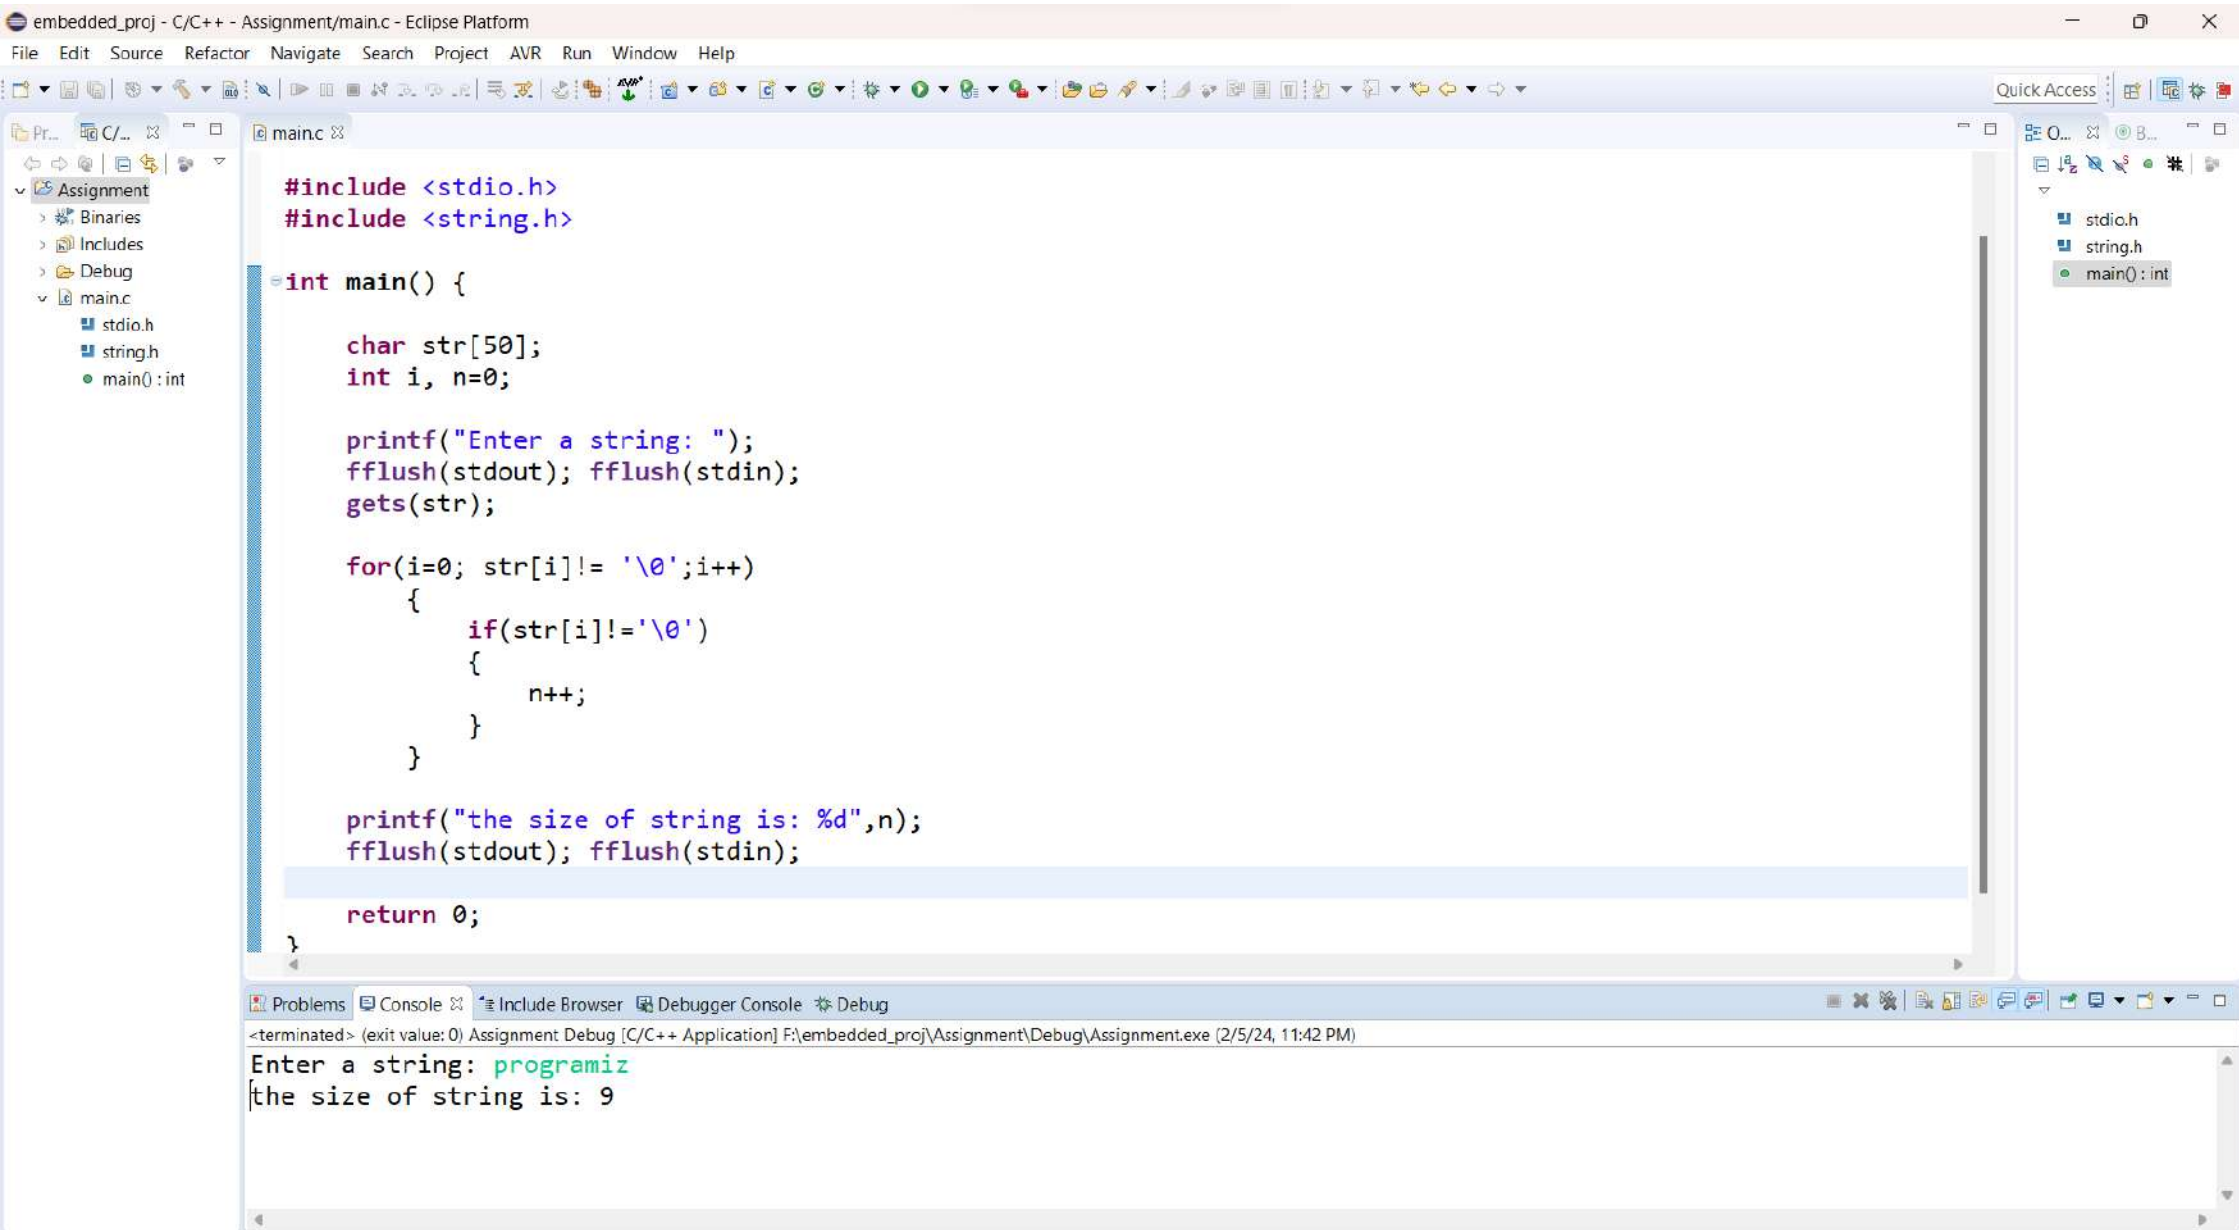 embedded_proj - C/C++ - Assignment/main.c - Eclipse Platform
File Edit Source Refactor Navigate Search Project AVR Run Window Help
Quick Access
Pr... C/...
main.c
O... B...
Assignment
Binaries
Includes
Debug
main.c
stdio.h
string.h
main() : int
#include <stdio.h>
#include <string.h>
int main() {
char str[50];
int i, n=0;
printf("Enter a string: ");
fflush(stdout); fflush(stdin);
gets(str);
for(i=0; str[i]!= '\0';i++)
{
if(str[i]!='\0')
{
n++;
}
}
printf("the size of string is: %d",n);
fflush(stdout); fflush(stdin);
return 0;
}
stdio.h
string.h
main() : int
Problems Console Include Browser Debugger Console Debug
<terminated> (exit value: 0) Assignment Debug [C/C++ Application] F:\embedded_proj\Assignment\Debug\Assignment.exe (2/5/24, 11:42 PM)
Enter a string: programiz
the size of string is: 9